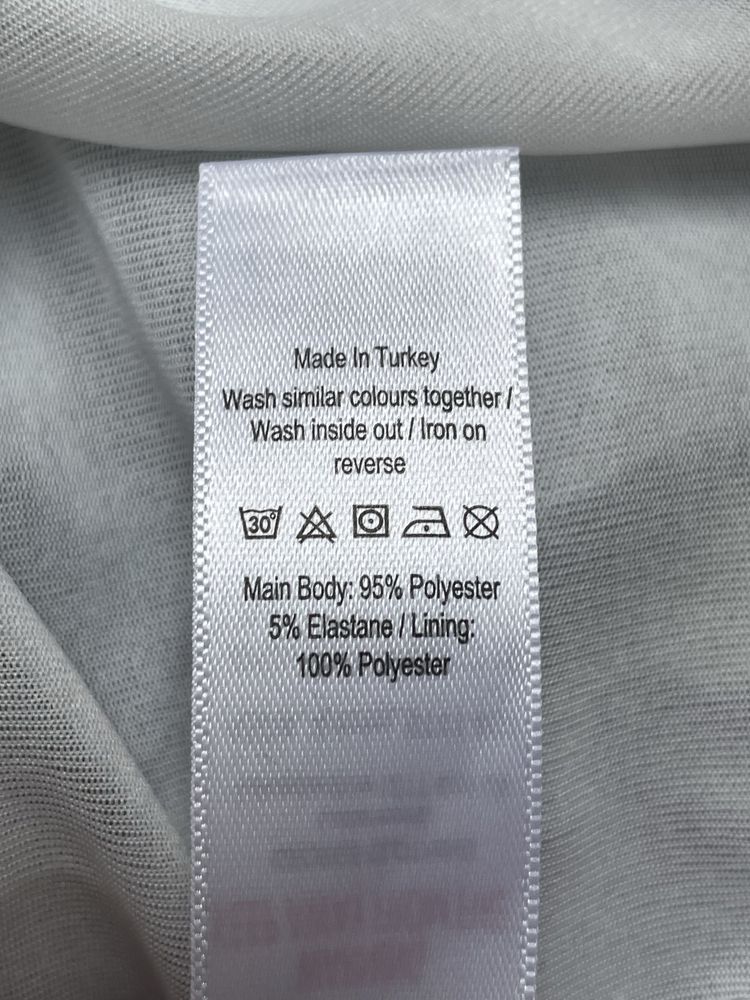 Made In Turkey
Wash similar colours together /
Wash inside out / Iron on
reverse
30°
Main Body: 95% Polyester
5% Elastane / Lining:
100% Polyester